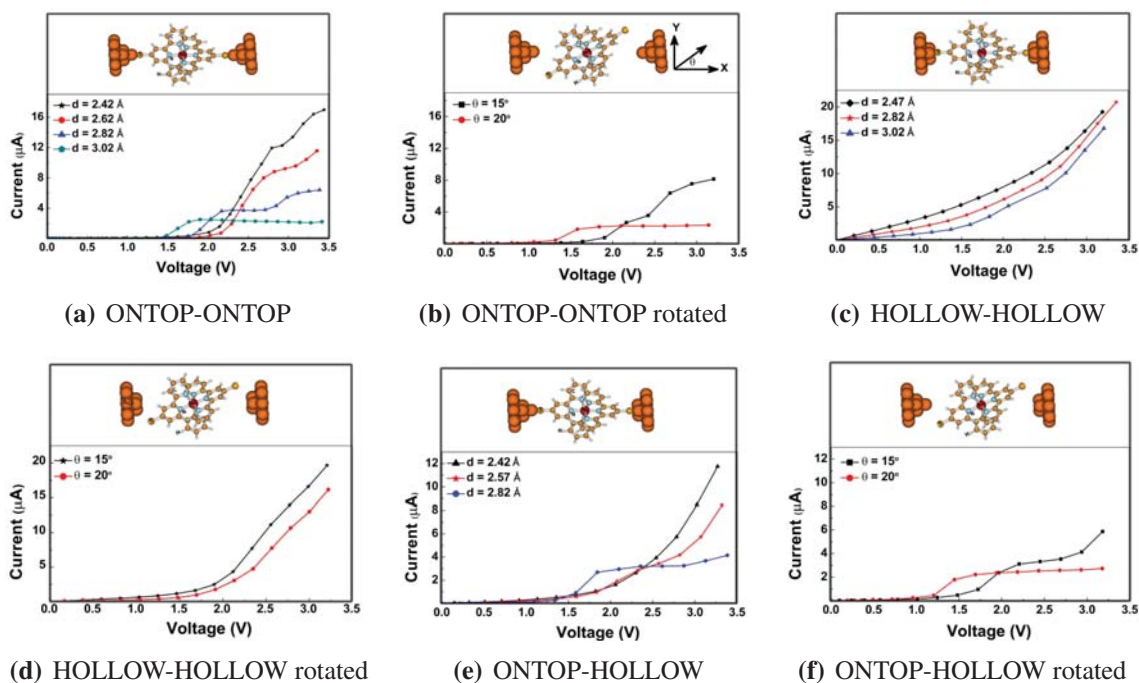 Y
θ
X
d = 2.42 Å
d = 2.62 Å
d = 2.82 Å
d = 3.02 Å
Current (μA)
16
12
8
4
0.0 0.5 1.0 1.5 2.0 2.5 3.0 3.5
Voltage (V)
(a) ONTOP-ONTOP
θ = 15°
θ = 20°
Current (μA)
16
12
8
4
0.0 0.5 1.0 1.5 2.0 2.5 3.0 3.5
Voltage (V)
(b) ONTOP-ONTOP rotated
d = 2.47 Å
d = 2.82 Å
d = 3.02 Å
Current (μA)
20
15
10
5
0.0 0.5 1.0 1.5 2.0 2.5 3.0 3.5
Voltage (V)
(c) HOLLOW-HOLLOW
θ = 15°
θ = 20°
Current (μA)
20
15
10
5
0.0 0.5 1.0 1.5 2.0 2.5 3.0 3.5
Voltage (V)
(d) HOLLOW-HOLLOW rotated
d = 2.42 Å
d = 2.57 Å
d = 2.82 Å
Current (μA)
12
10
8
6
4
2
0.0 0.5 1.0 1.5 2.0 2.5 3.0 3.5
Voltage (V)
(e) ONTOP-HOLLOW
θ = 15°
θ = 20°
Current (μA)
12
10
8
6
4
2
0.0 0.5 1.0 1.5 2.0 2.5 3.0 3.5
Voltage (V)
(f) ONTOP-HOLLOW rotated